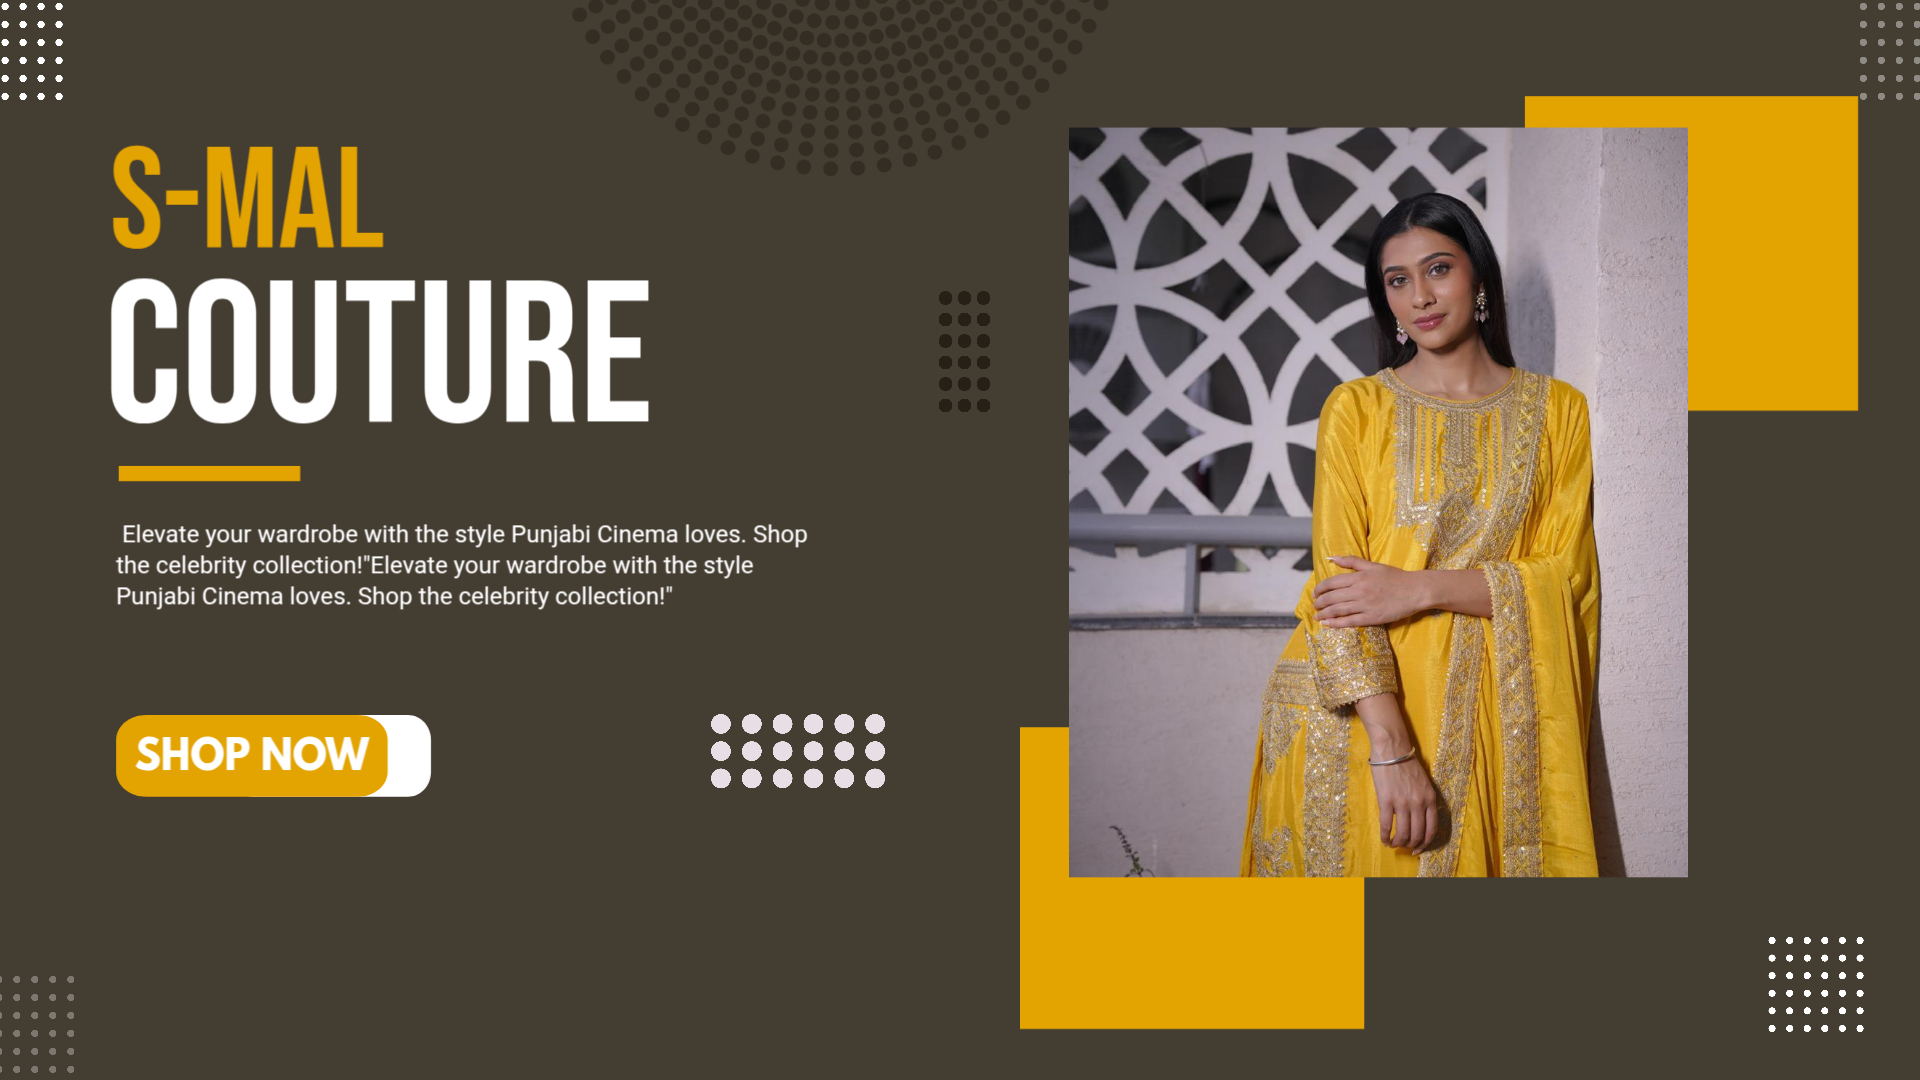 S-MAL
COUTURE
Elevate your wardrobe with the style Punjabi Cinema loves. Shop
the celebrity collection!"Elevate your wardrobe with the style
Punjabi Cinema loves. Shop the celebrity collection!"
SHOP NOW